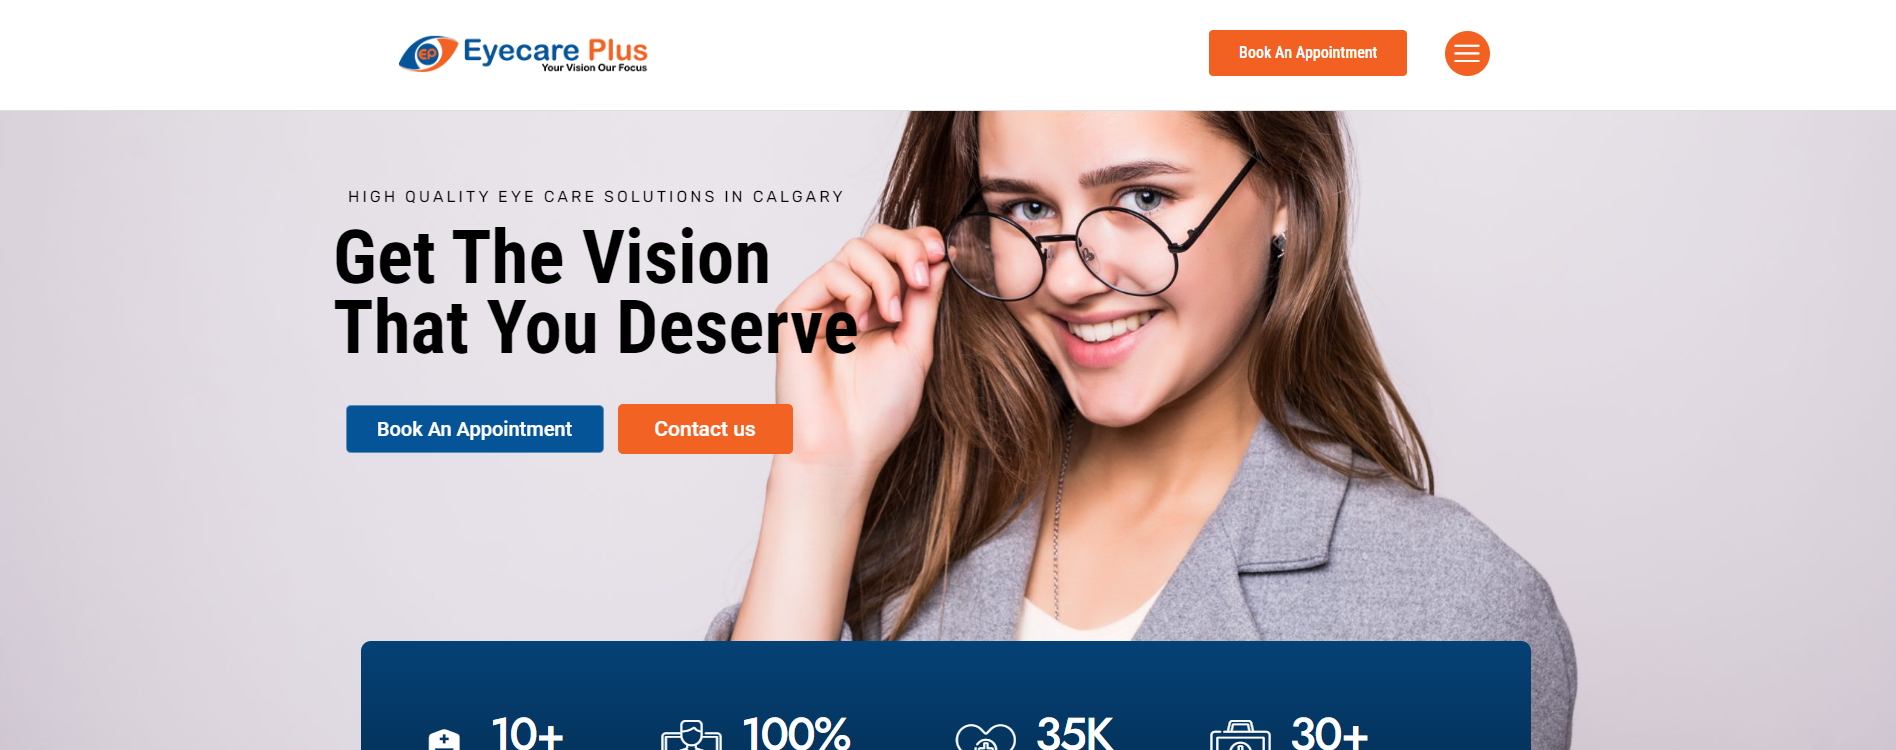 EP Eyecare Plus
Your Vision Our Focus
Book An Appointment
HIGH QUALITY EYE CARE SOLUTIONS IN CALGARY
Get The Vision
That You Deserve
Book An Appointment
Contact us
10+
100%
35K
30+